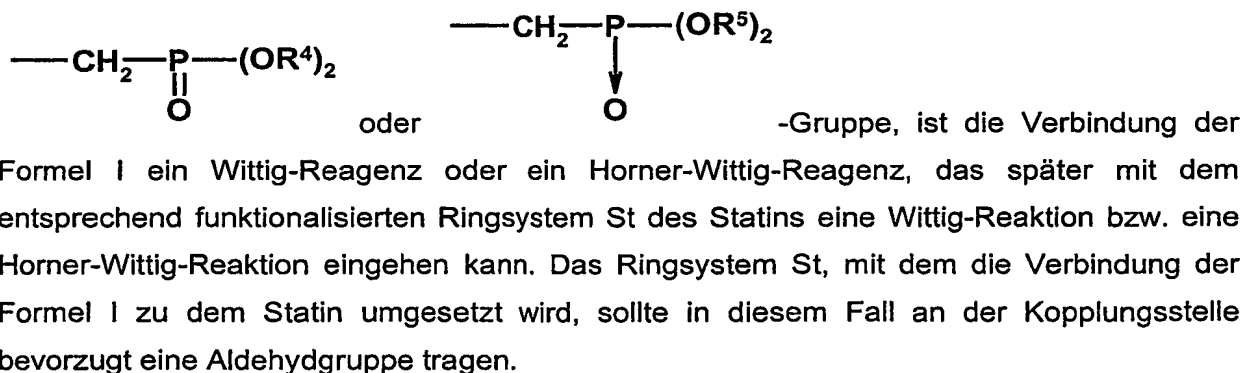 —CH₂—P—(OR⁴)₂
||
O
oder
—CH₂—P—(OR⁵)₂
↓
O
-Gruppe, ist die Verbindung der
Formel I ein Wittig-Reagenz oder ein Horner-Wittig-Reagenz, das später mit dem
entsprechend funktionalisierten Ringsystem St des Statins eine Wittig-Reaktion bzw. eine
Horner-Wittig-Reaktion eingehen kann. Das Ringsystem St, mit dem die Verbindung der
Formel I zu dem Statin umgesetzt wird, sollte in diesem Fall an der Kopplungsstelle
bevorzugt eine Aldehydgruppe tragen.